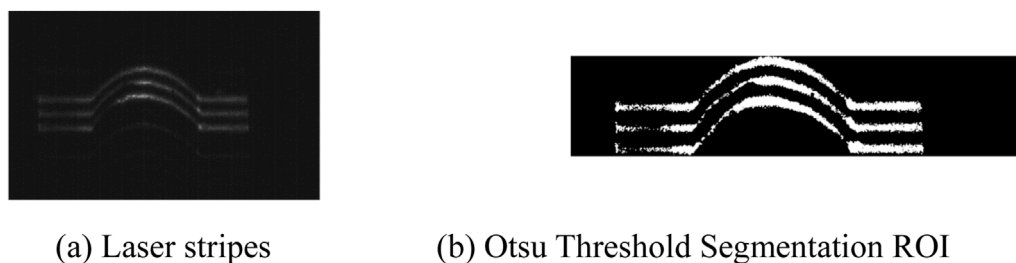 (a) Laser stripes
(b) Otsu Threshold Segmentation ROI